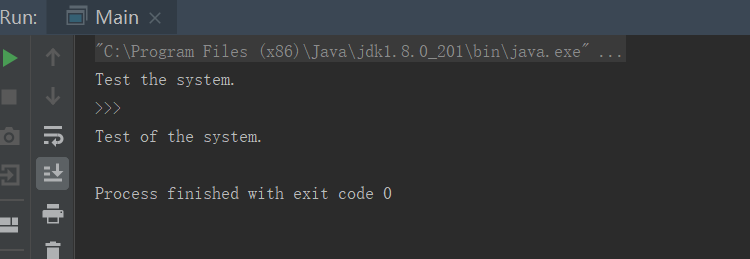 Run: Main
"C:\Program Files (x86)\Java\jdk1.8.0_201\bin\java.exe" ...
Test the system.
>>>
Test of the system.
Process finished with exit code 0